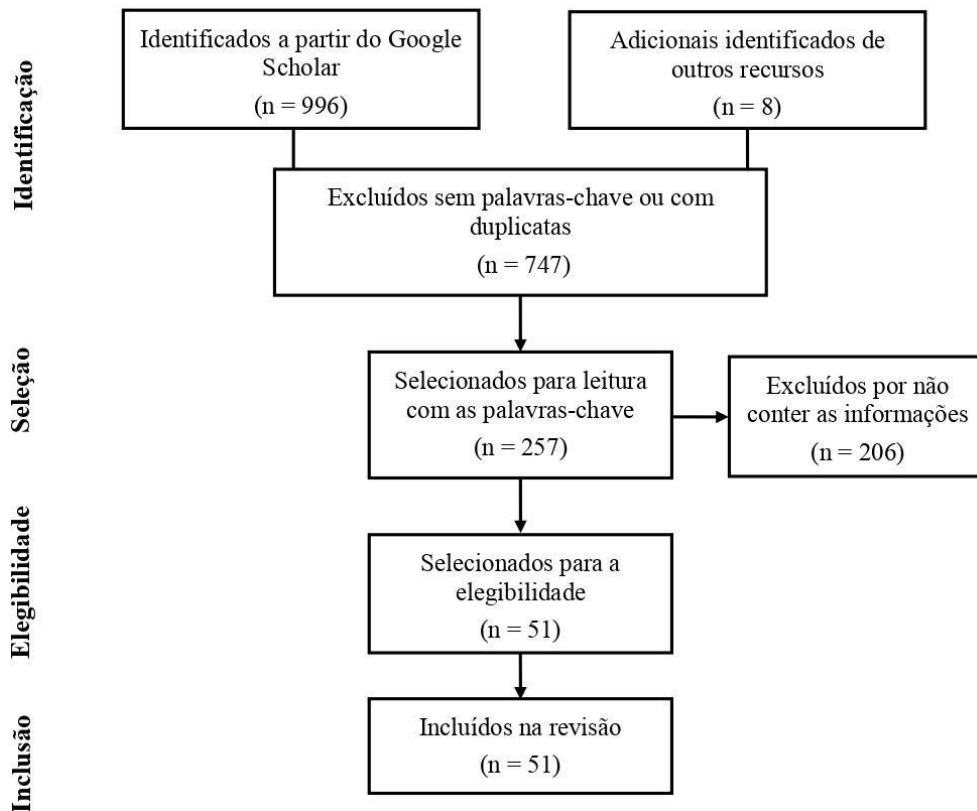 Identificação
Identificados a partir do Google
Scholar
(n = 996)
Adicionais identificados de
outros recursos
(n = 8)
Excluídos sem palavras-chave ou com
duplicatas
(n = 747)
Seleção
Selecionados para leitura
com as palavras-chave
(n = 257)
Excluídos por não
conter as informações
(n = 206)
Elegibilidade
Selecionados para a
elegibilidade
(n = 51)
Inclusão
Incluídos na revisão
(n = 51)